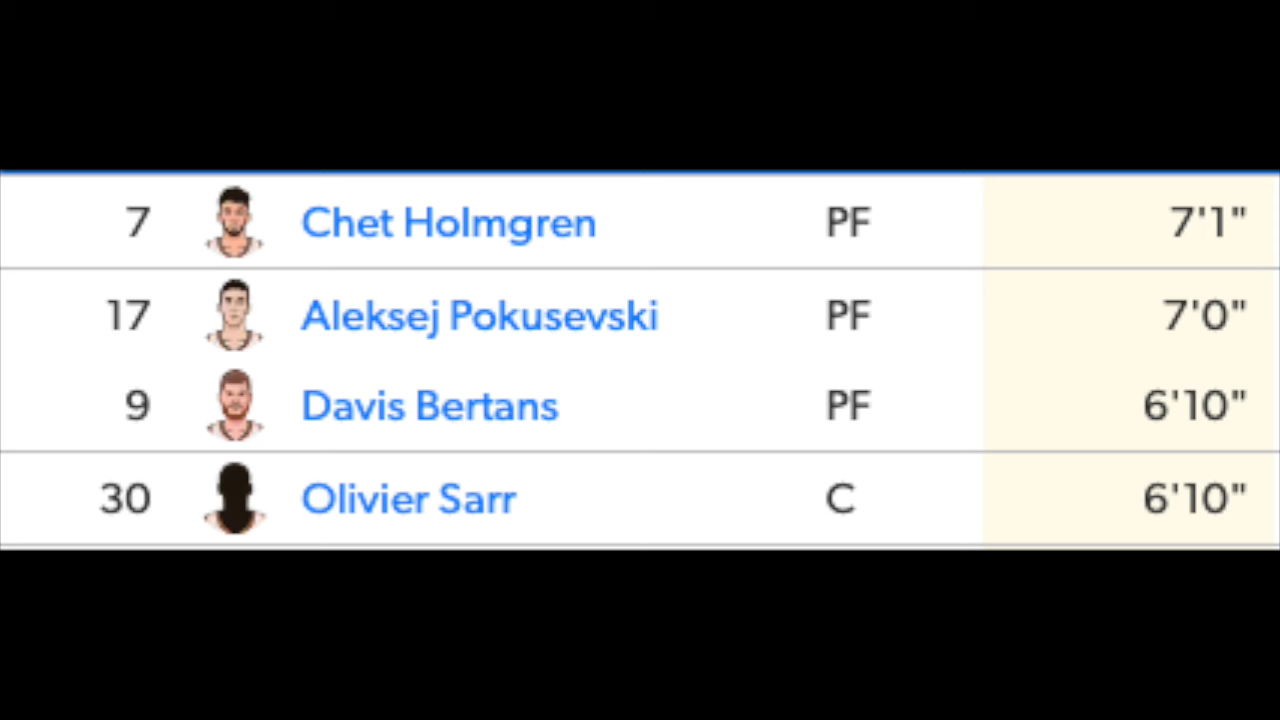 7 Chet Holmgren PF 7'1"
17 Aleksej Pokusevski PF 7'0"
9 Davis Bertans PF 6'10"
30 Olivier Sarr C 6'10"